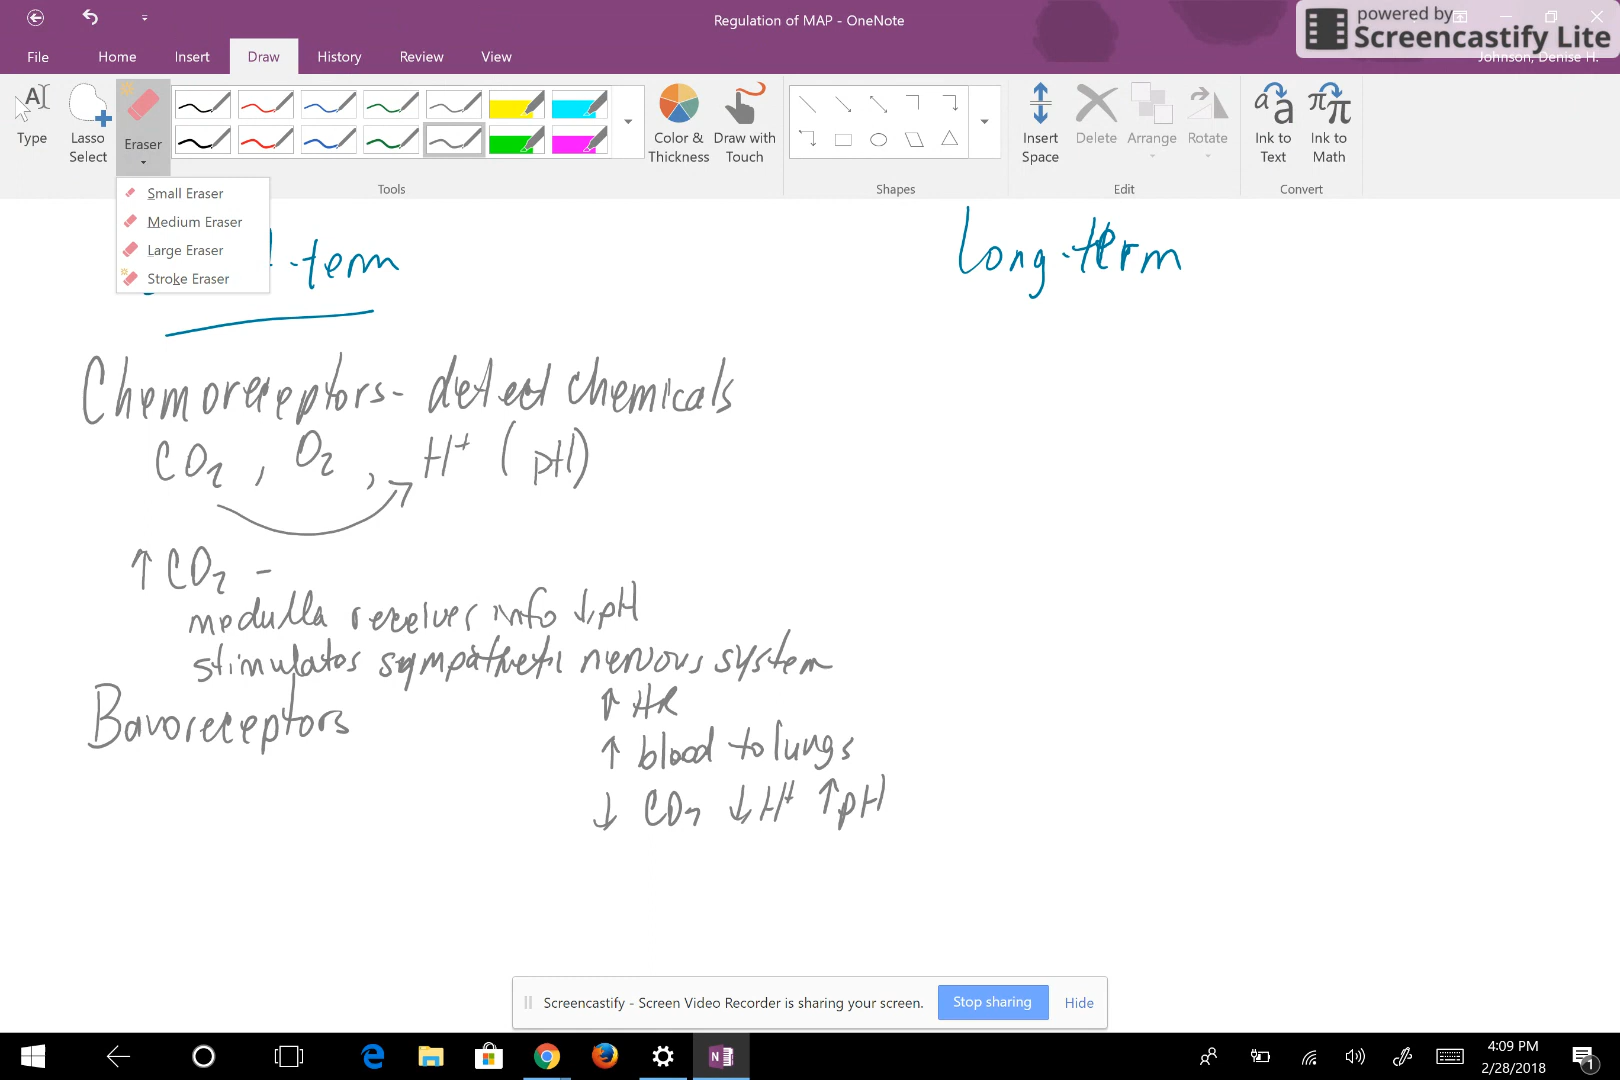 Regulation of MAP - OneNote
powered by
Screencastify Lite
Johnson, Denise H.
File Home Insert Draw History Review View
Type
Lasso Select
Eraser
Color & Thickness
Draw with Touch
Insert Space
Delete
Arrange
Rotate
Ink to Text
Ink to Math
Tools
Shapes
Edit
Convert
Small Eraser
Medium Eraser
Large Eraser
Stroke Eraser
-term
Long-term
Chemoreceptors- detect chemicals
CO2, O2, H+ (pH)
↑ CO2 -
medulla receives info ↓pH
stimulates sympathetic nervous system
Baroreceptors
↑ HR
↑ blood to lungs
↓ CO2 ↓H+ ↑pH
Screencastify - Screen Video Recorder is sharing your screen.
Stop sharing
Hide
4:09 PM
2/28/2018
1